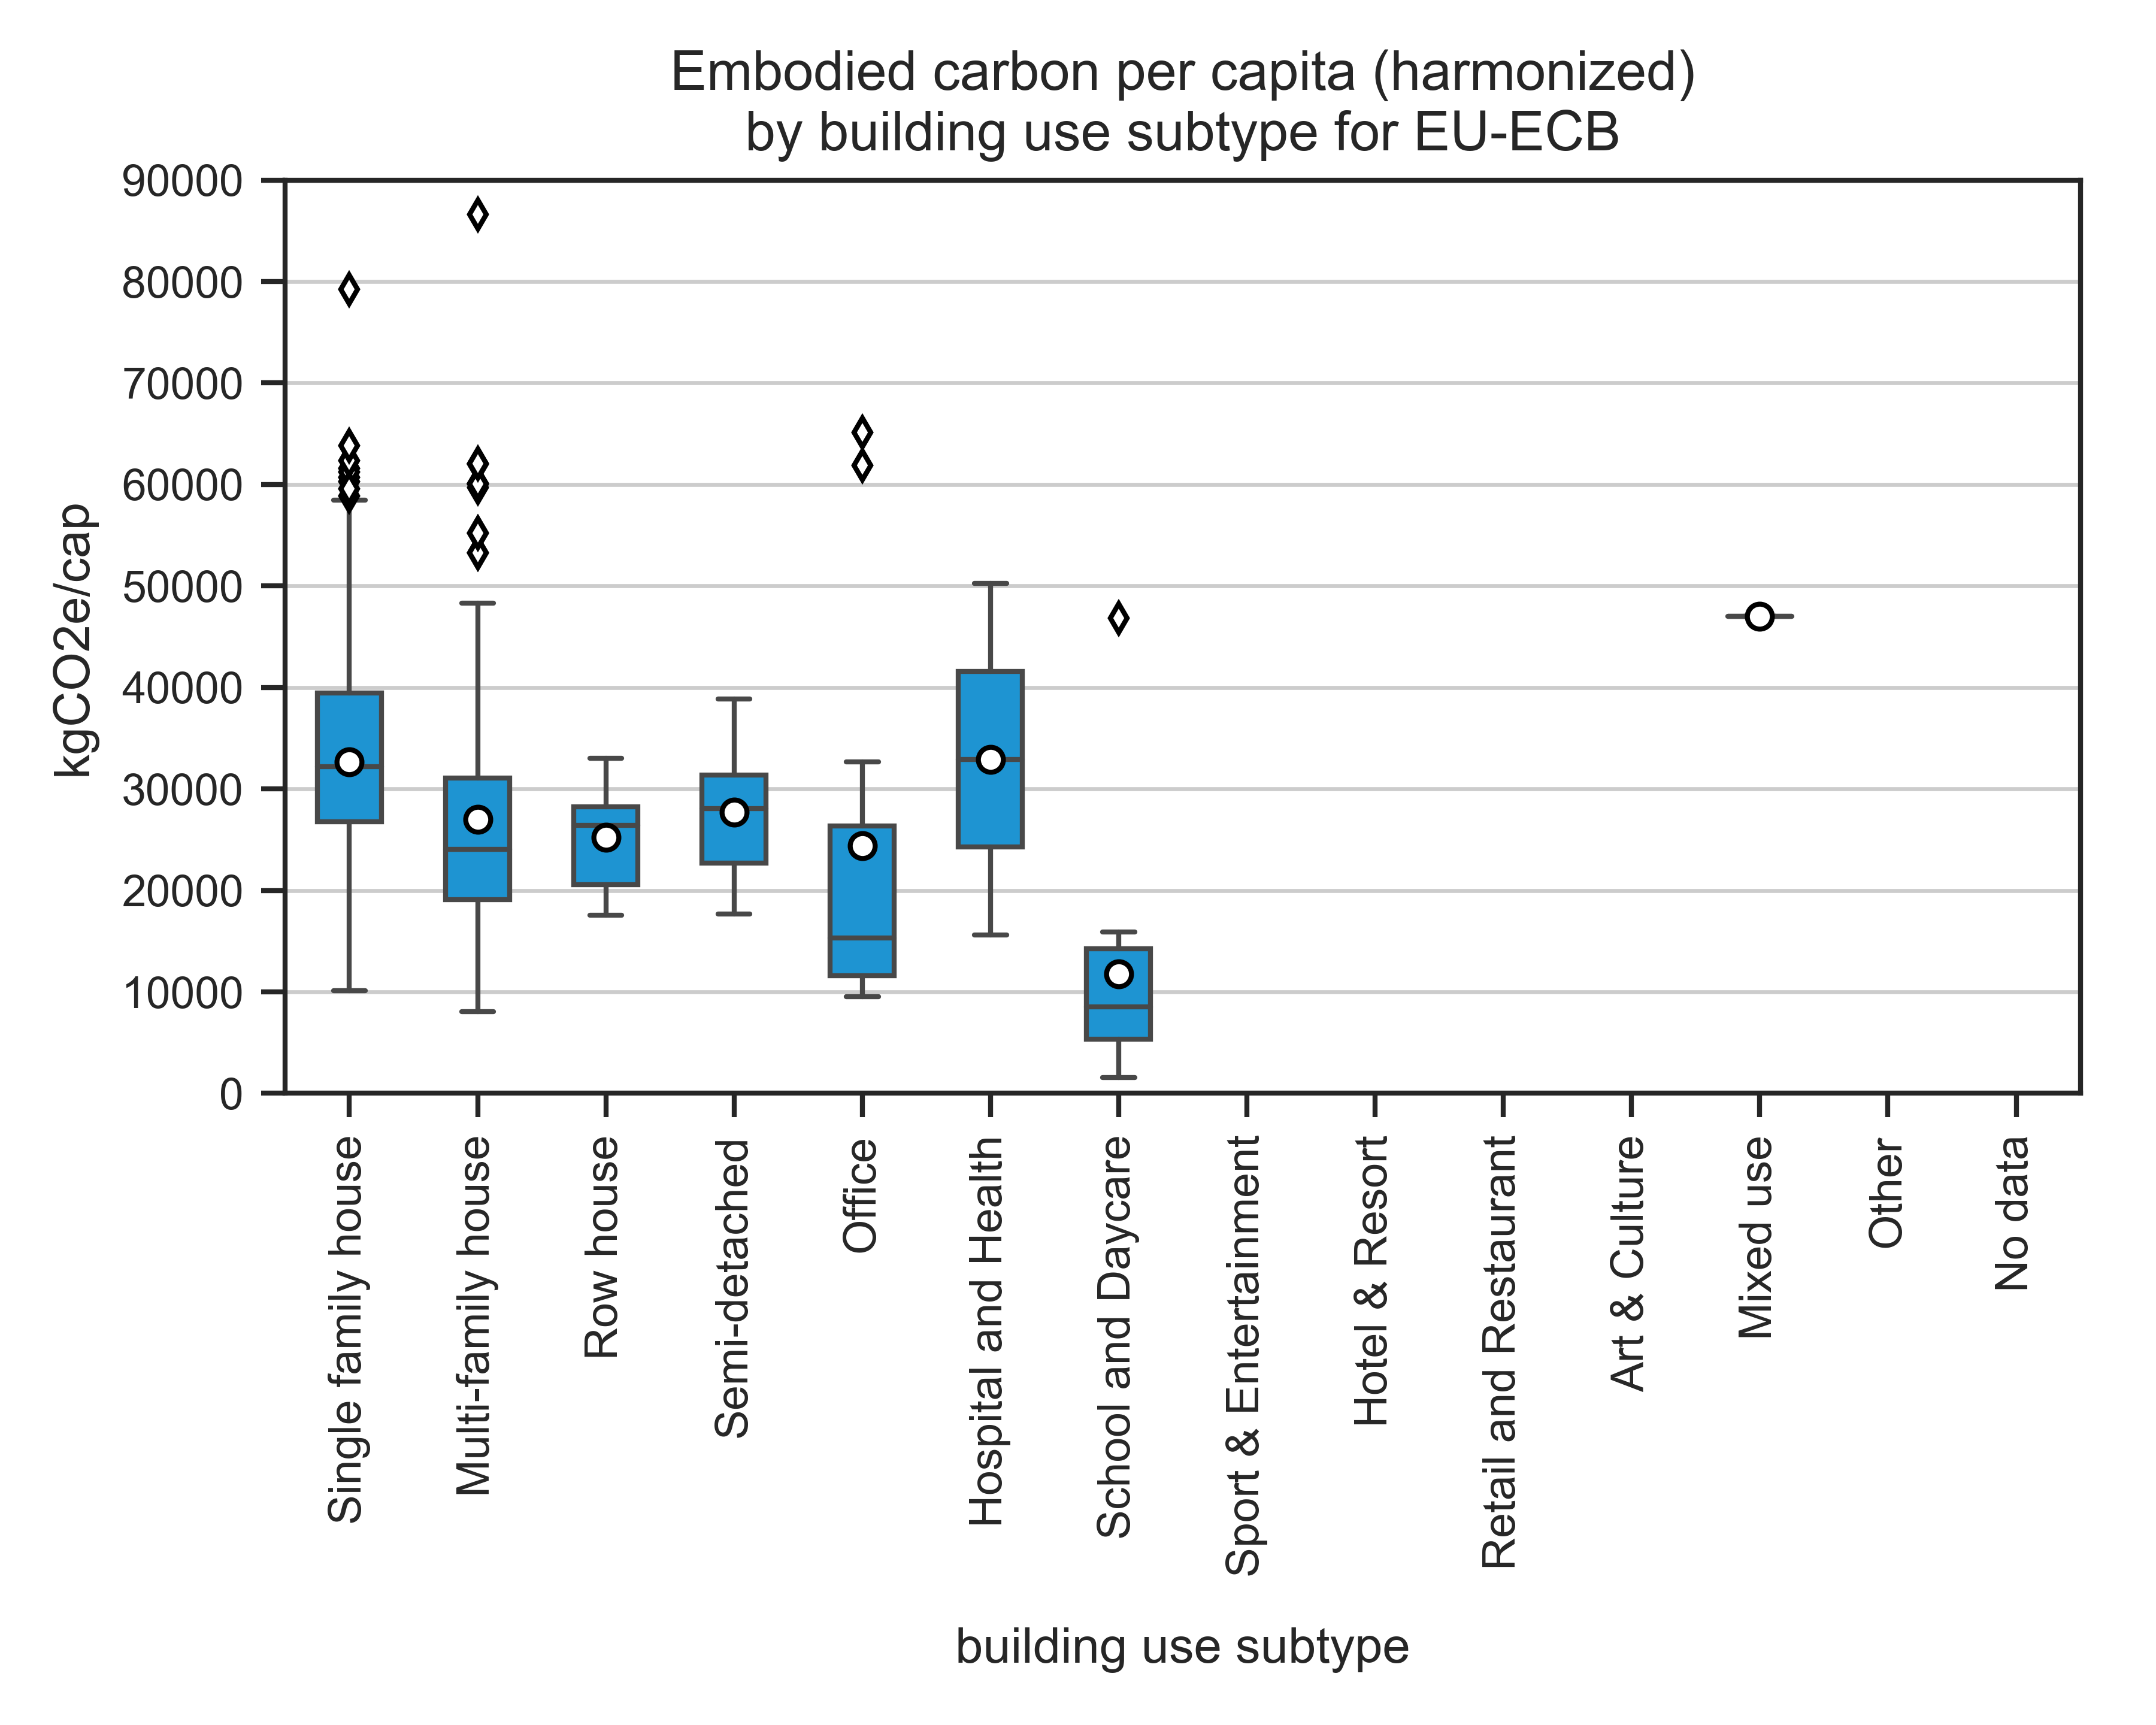 Embodied carbon per capita (harmonized)
by building use subtype for EU-ECB
kgCO2e/cap
90000
80000
70000
60000
50000
40000
30000
20000
10000
0
Single family house
Multi-family house
Row house
Semi-detached
Office
Hospital and Health
School and Daycare
Sport & Entertainment
Hotel & Resort
Retail and Restaurant
Art & Culture
Mixed use
Other
No data
building use subtype